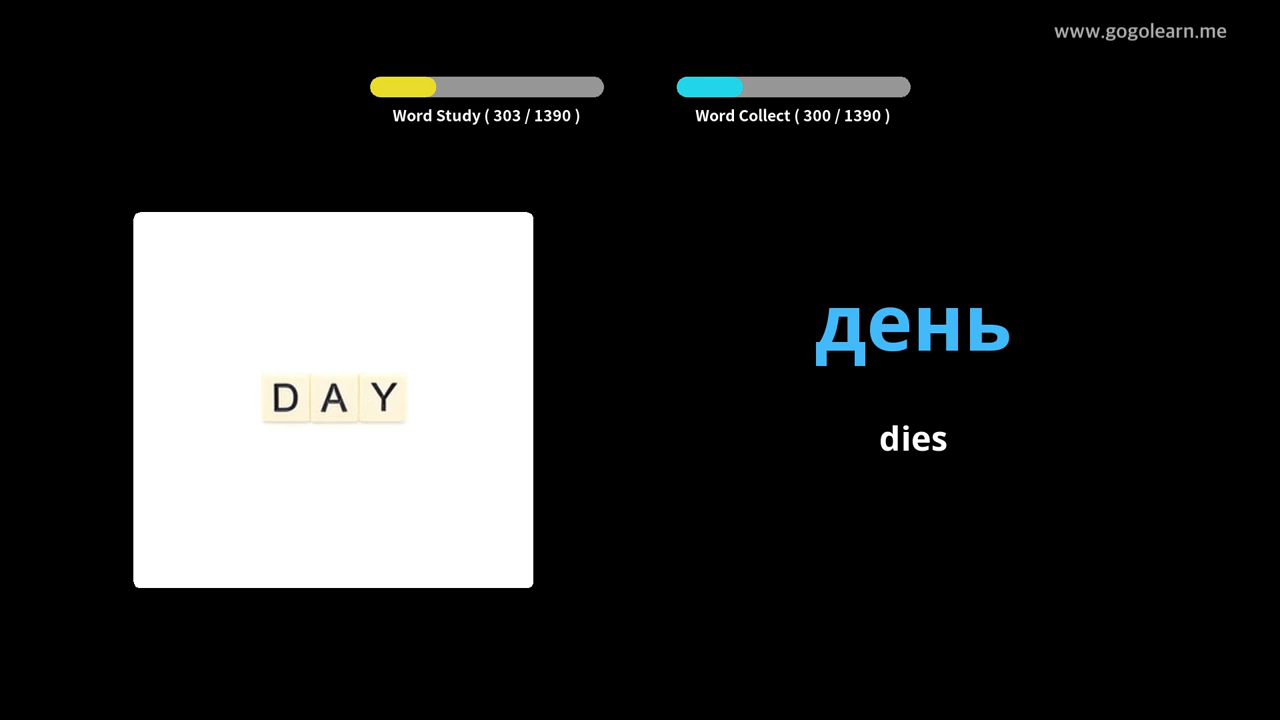 www.gogolearn.me
Word Study ( 303 / 1390 )
Word Collect ( 300 / 1390 )
DAY
день
dies